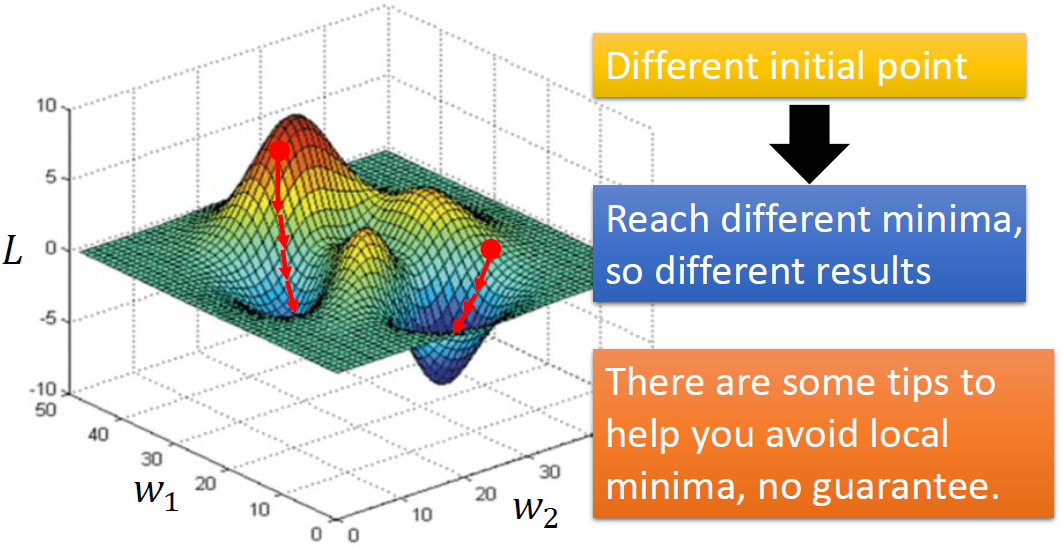 Different initial point
Reach different minima,
so different results
There are some tips to
help you avoid local
minima, no guarantee.
10
5
0
-5
-10
L
50
40
30
20
10
0
w₁
0
10
20
30
w₂